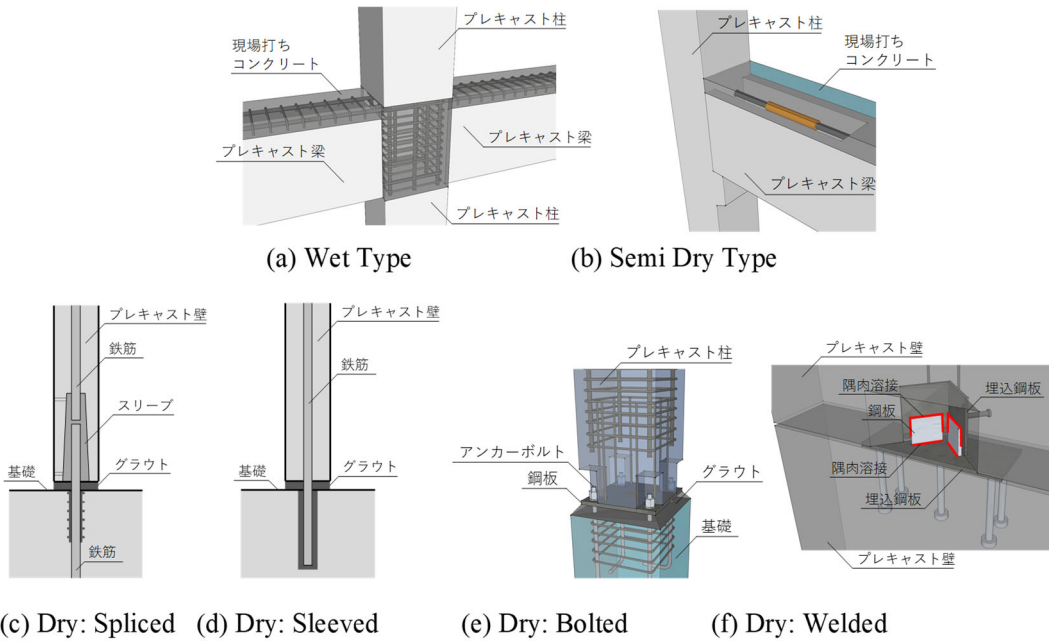 プレキャスト柱
現場打ち
コンクリート
プレキャスト梁
プレキャスト梁
プレキャスト柱
(a) Wet Type
プレキャスト柱
現場打ち
コンクリート
プレキャスト梁
(b) Semi Dry Type
プレキャスト壁
鉄筋
スリーブ
基礎
グラウト
鉄筋
(c) Dry: Spliced
プレキャスト壁
鉄筋
基礎
グラウト
(d) Dry: Sleeved
プレキャスト柱
アンカーボルト
鋼板
グラウト
基礎
(e) Dry: Bolted
プレキャスト壁
隅肉溶接
埋込鋼板
鋼板
隅肉溶接
埋込鋼板
プレキャスト壁
(f) Dry: Welded